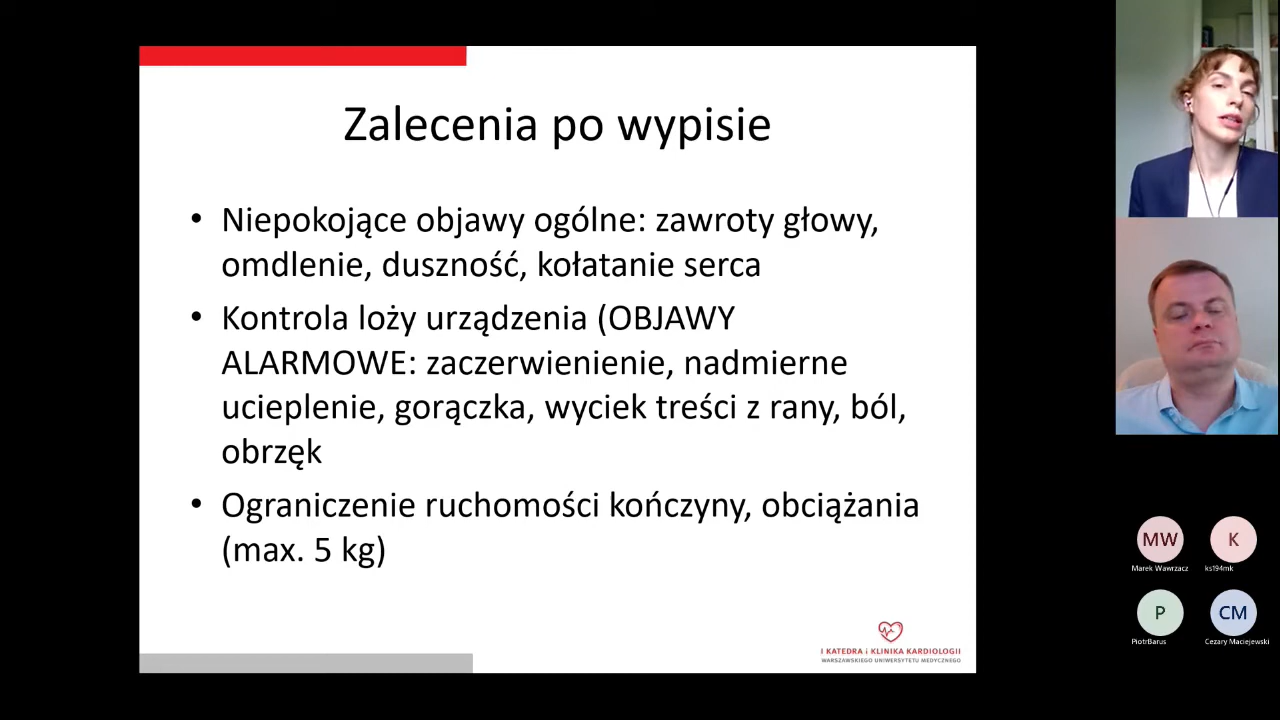 Zalecenia po wypisie
• Niepokojące objawy ogólne: zawroty głowy,
omdlenie, duszność, kołatanie serca
• Kontrola loży urządzenia (OBJAWY
ALARMOWE: zaczerwienienie, nadmierne
ucieplenie, gorączka, wyciek treści z rany, ból,
obrzęk
• Ograniczenie ruchomości kończyny, obciążania
(max. 5 kg)
I KATEDRA i KLINIKA KARDIOLOGII
WARSZAWSKIEGO UNIWERSYTETU MEDYCZNEGO
MW
K
Marek Wawrzacz
ks194mk
P
CM
PiotrBarus
Cezary Maciejewski